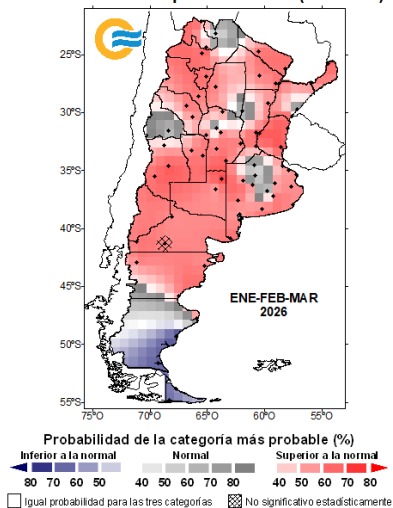 21°S
25°S
30°S
35°S
40°S
45°S
50°S
55°S
ENE-FEB-MAR
2026
75°W 70°W 65°W 60°W 55°W
Probabilidad de la categoría más probable (%)
Inferior a la normal Normal Superior a la normal
80 70 60 50 40 50 60 70 80 40 50 60 70 80
Igual probabilidad para las tres categorías No significativo estadísticamente